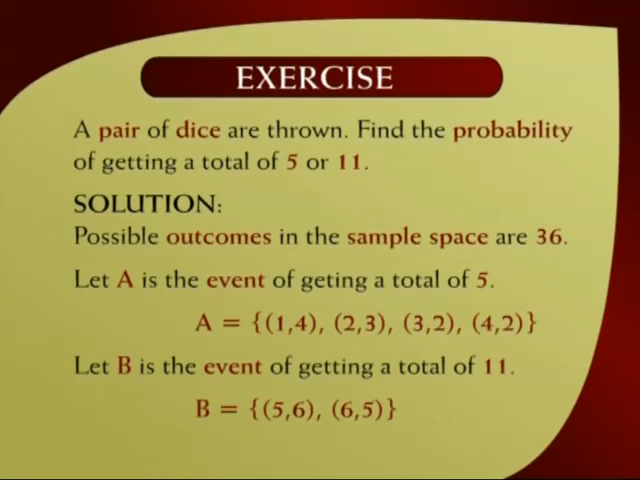 EXERCISE
A pair of dice are thrown. Find the probability
of getting a total of 5 or 11.
SOLUTION:
Possible outcomes in the sample space are 36.
Let A is the event of geting a total of 5.
A = {(1,4), (2,3), (3,2), (4,2)}
Let B is the event of getting a total of 11.
B = {(5,6), (6,5)}